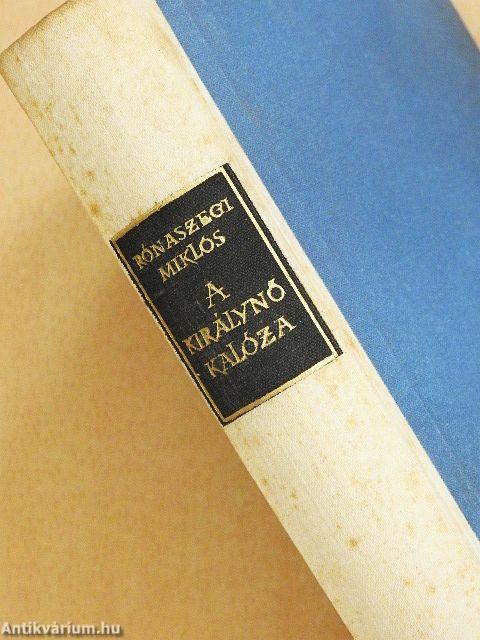 RÓNASZEGI
MIKLÓS
A
KIRÁLYNŐ
KALÓZA
Antikvárium.hu